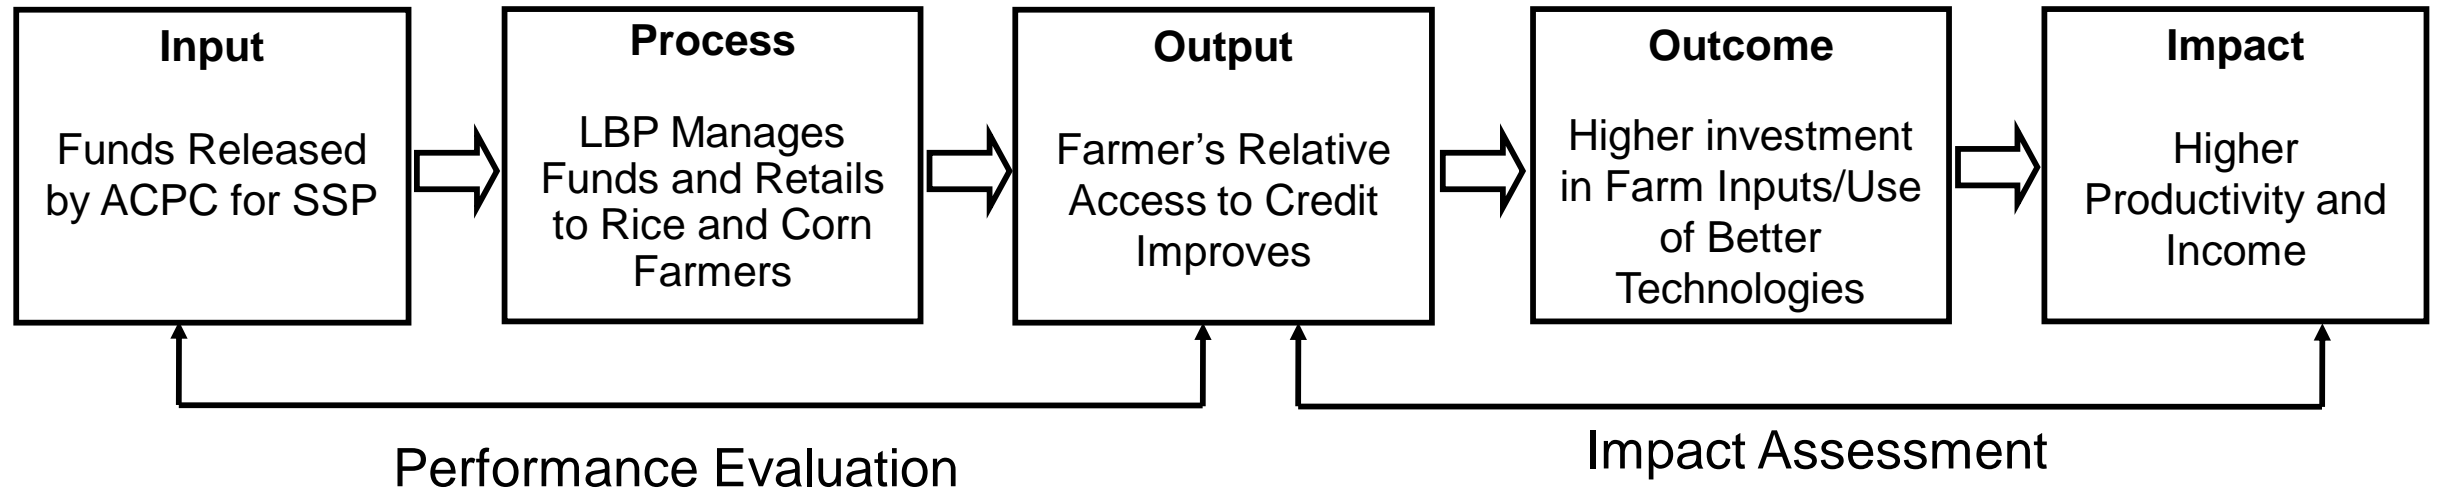 Input
Funds Released
by ACPC for SSP
Process
LBP Manages
Funds and Retails
to Rice and Corn
Farmers
Output
Farmer’s Relative
Access to Credit
Improves
Outcome
Higher investment
in Farm Inputs/Use
of Better
Technologies
Impact
Higher
Productivity and
Income
Performance Evaluation
Impact Assessment